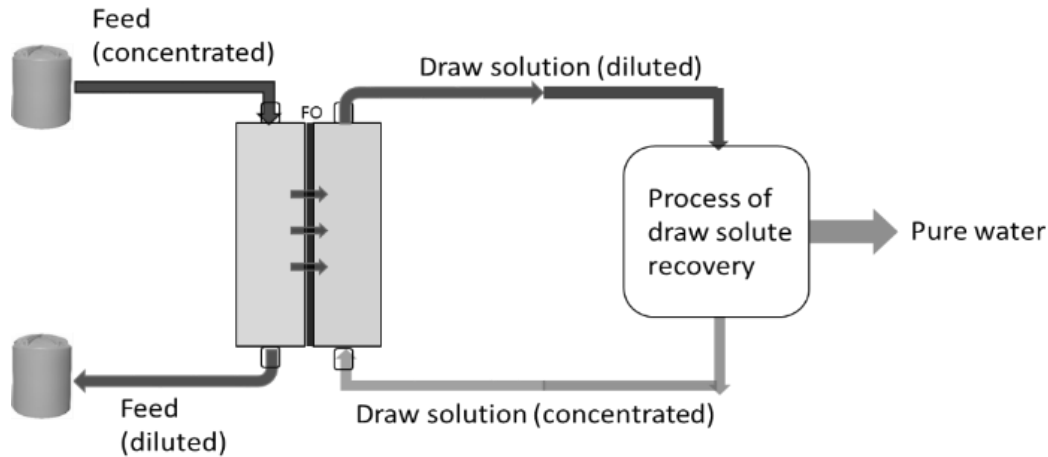 Feed
(concentrated)
Draw solution (diluted)
FO
Process of
draw solute
recovery
Pure water
Draw solution (concentrated)
Feed
(diluted)